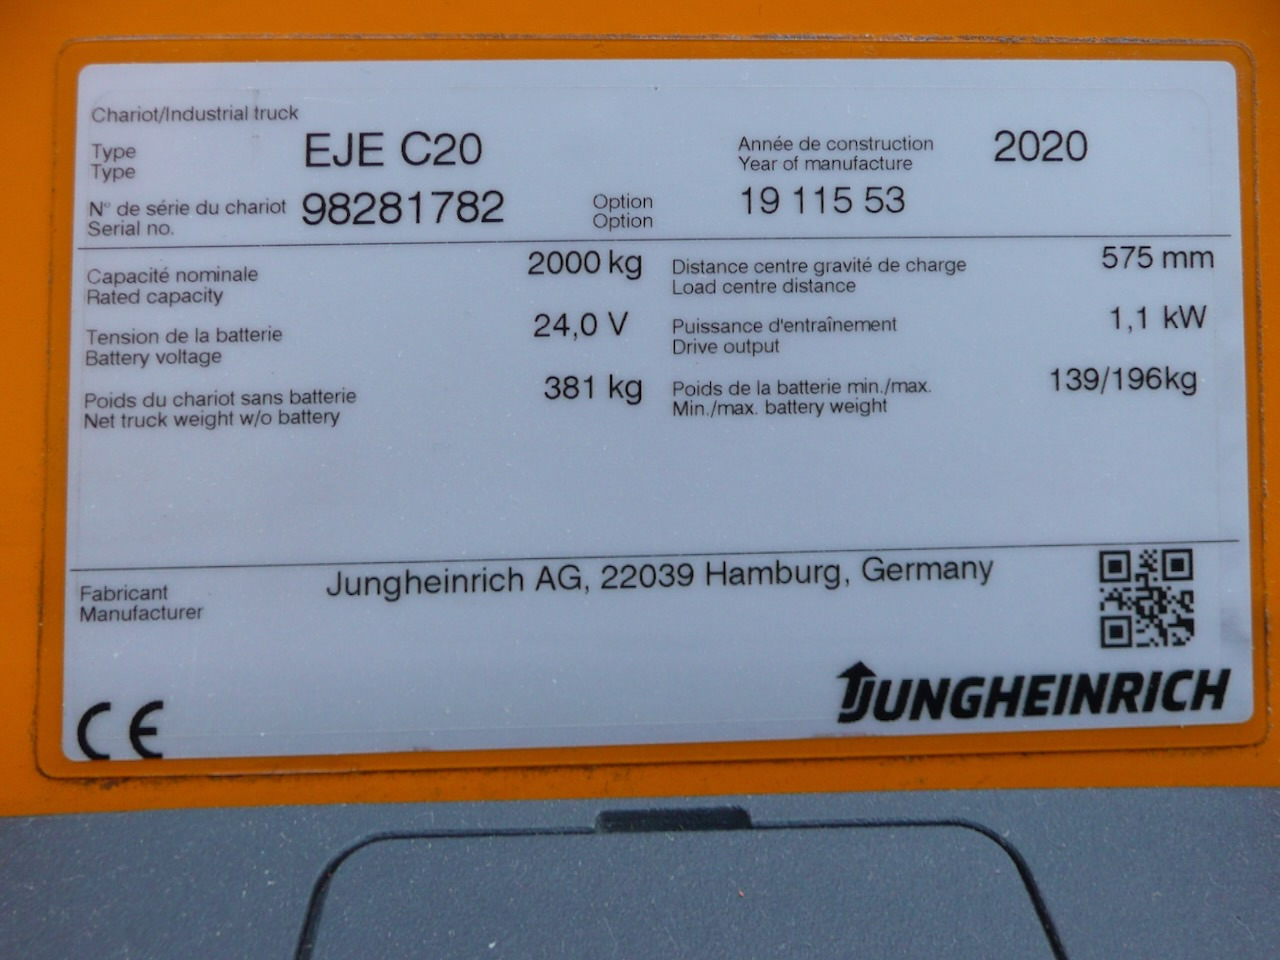 Chariot/Industrial truck
Type EJE C20 Année de construction 2020
Type Year of manufacture
N° de série du chariot 98281782 Option 19 115 53
Serial no. Option
Capacité nominale 2000 kg Distance centre gravité de charge 575 mm
Rated capacity Load centre distance
Tension de la batterie 24,0 V Puissance d'entraînement 1,1 kW
Battery voltage Drive output
Poids du chariot sans batterie 381 kg Poids de la batterie min./max. 139/196kg
Net truck weight w/o battery Min./max. battery weight
Fabricant Jungheinrich AG, 22039 Hamburg, Germany
Manufacturer
CE JUNGHEINRICH